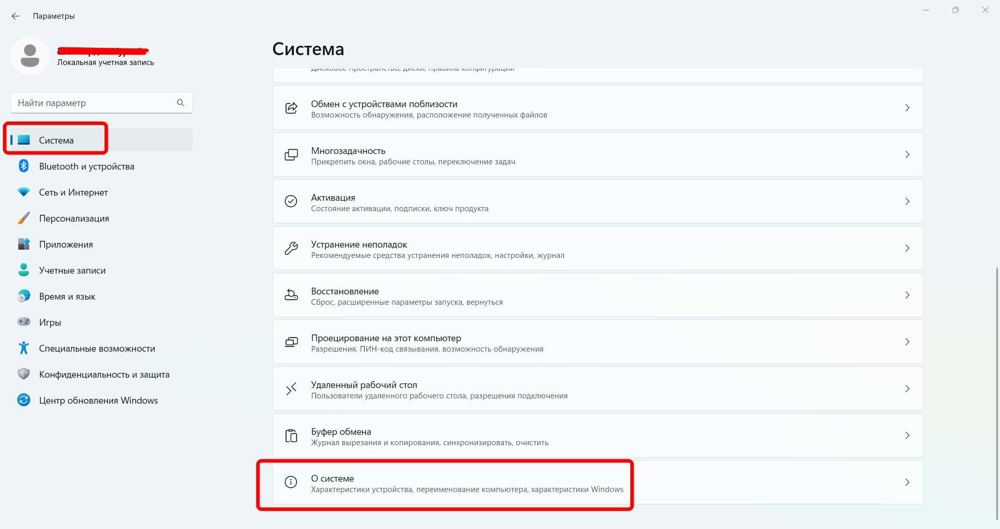 Параметры
Локальная учетная запись
Найти параметр
Система
Bluetooth и устройства
Сеть и Интернет
Персонализация
Приложения
Учетные записи
Время и язык
Игры
Специальные возможности
Конфиденциальность и защита
Центр обновления Windows
Система
Дисковое пространство, диски, правила конфигурации
Обмен с устройствами поблизости
Возможность обнаружения, расположение полученных файлов
Многозадачность
Прикрепить окна, рабочие столы, переключение задач
Активация
Состояние активации, подписки, ключ продукта
Устранение неполадок
Рекомендуемые средства устранения неполадок, настройки, журнал
Восстановление
Сброс, расширенные параметры запуска, вернуться
Проецирование на этот компьютер
Разрешения, ПИН-код связывания, возможность обнаружения
Удаленный рабочий стол
Пользователи удаленного рабочего стола, разрешения подключения
Буфер обмена
Журнал вырезания и копирования, синхронизировать, очистить
О системе
Характеристики устройства, переименование компьютера, характеристики Windows